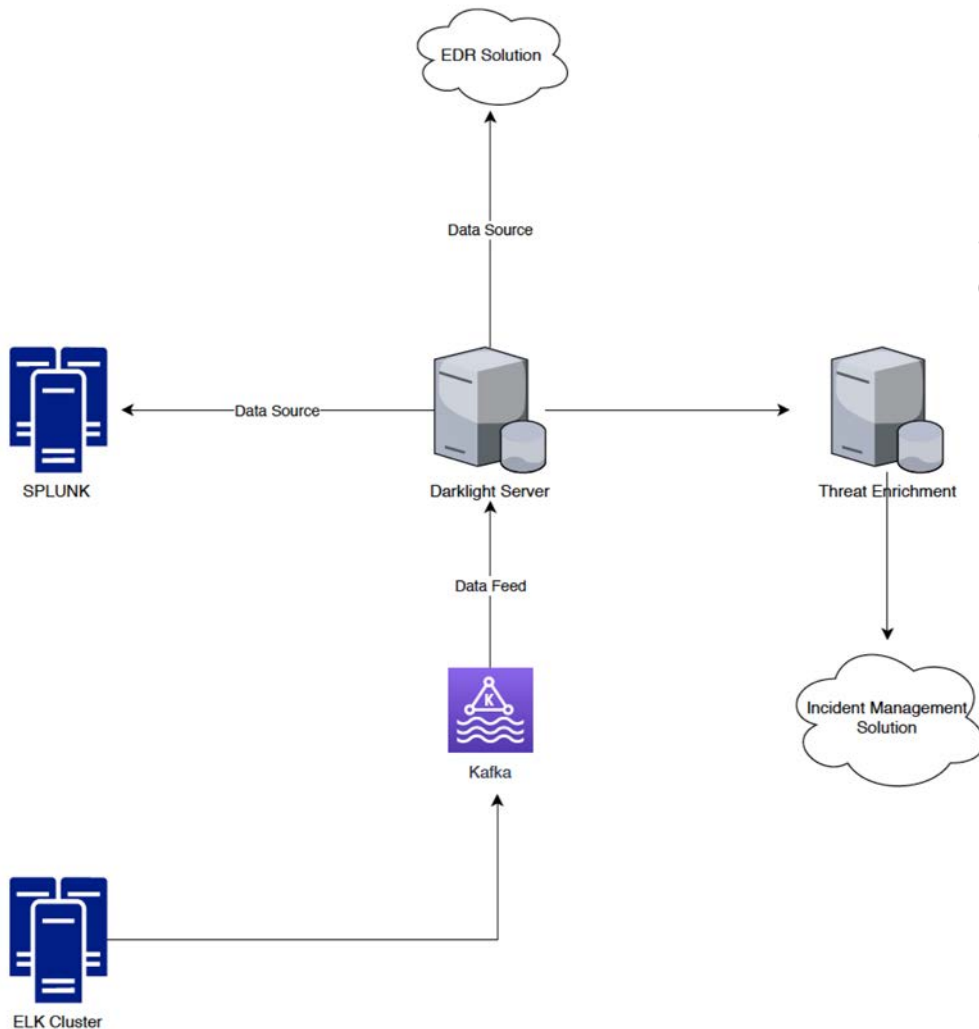 EDR Solution
Data Source
SPLUNK
Data Source
Darklight Server
Threat Enrichment
Data Feed
Incident Management
Solution
K
Kafka
ELK Cluster